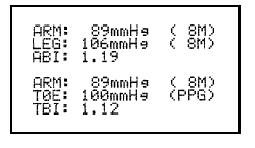 ARM: 89mmHg ( 8M)
LEG: 106mmHg ( 8M)
ABI: 1.19
ARM: 89mmHg ( 8M)
TOE: 100mmHg (PPG)
TBI: 1.12